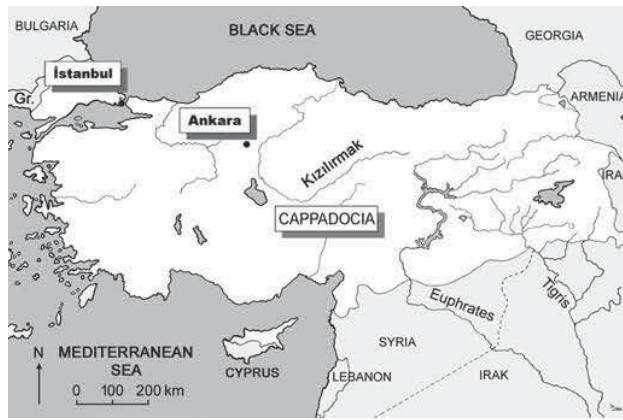 BULGARIA
BLACK SEA
GEORGIA
İstanbul
Gr.
ARMENIA
Ankara
Kızılırmak
IRA
CAPPADOCIA
Euphrates
Tigris
N
MEDITERRANEAN
SEA
SYRIA
CYPRUS
LEBANON
IRAK
0 100 200 km